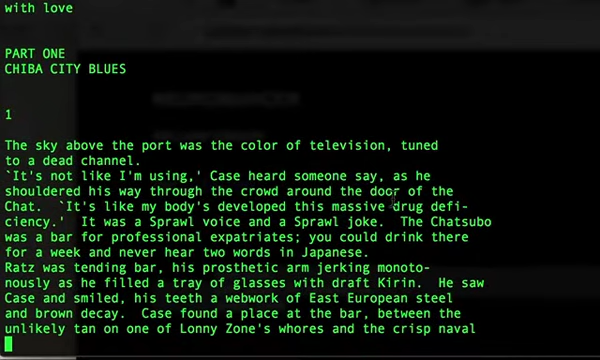 with love
PART ONE
CHIBA CITY BLUES
1
The sky above the port was the color of television, tuned
to a dead channel.
`It's not like I'm using,' Case heard someone say, as he
shouldered his way through the crowd around the door of the
Chat.  `It's like my body's developed this massive drug defi-
ciency.'  It was a Sprawl voice and a Sprawl joke.  The Chatsubo
was a bar for professional expatriates; you could drink there
for a week and never hear two words in Japanese.
Ratz was tending bar, his prosthetic arm jerking monoto-
nously as he filled a tray of glasses with draft Kirin.  He saw
Case and smiled, his teeth a webwork of East European steel
and brown decay.  Case found a place at the bar, between the
unlikely tan on one of Lonny Zone's whores and the crisp naval